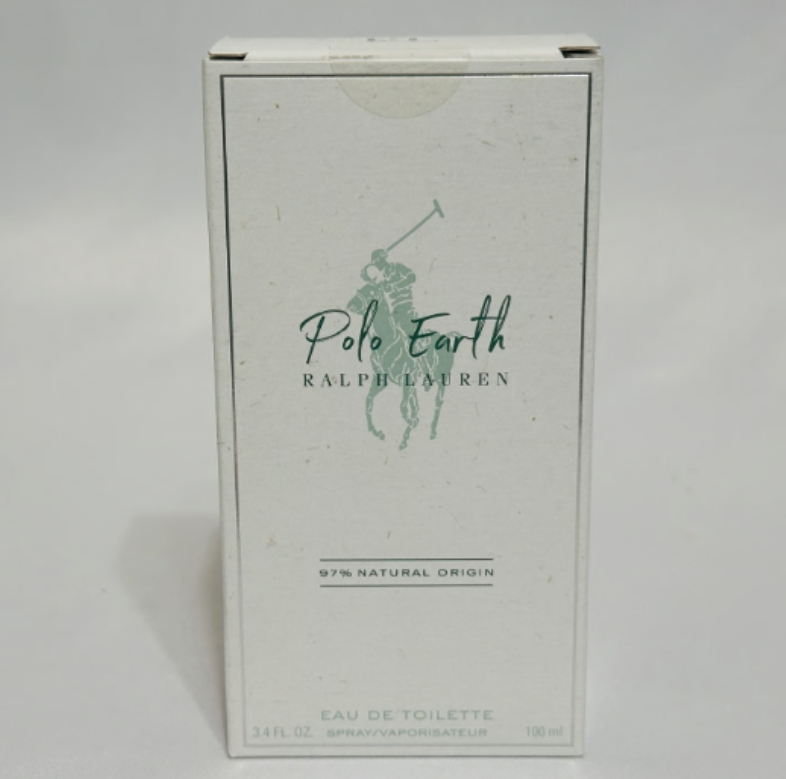 Polo Earth
RALPH LAUREN
97% NATURAL ORIGIN
EAU DE TOILETTE
3.4 FL. OZ. SPRAY/VAPORISATEUR 100 ml